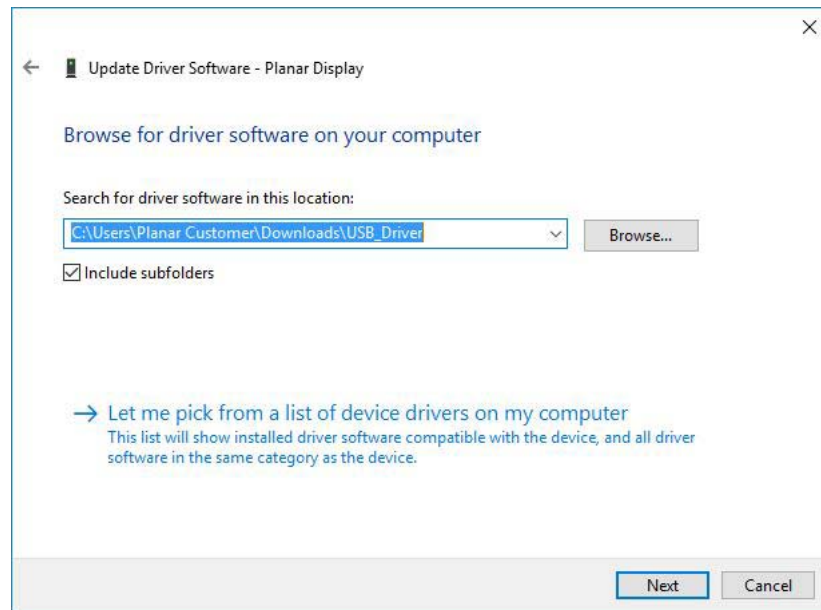 Update Driver Software - Planar Display
Browse for driver software on your computer
Search for driver software in this location:
C:\Users\Planar Customer\Downloads\USB_Driver
Browse...
Include subfolders
Let me pick from a list of device drivers on my computer
This list will show installed driver software compatible with the device, and all driver
software in the same category as the device.
Next
Cancel